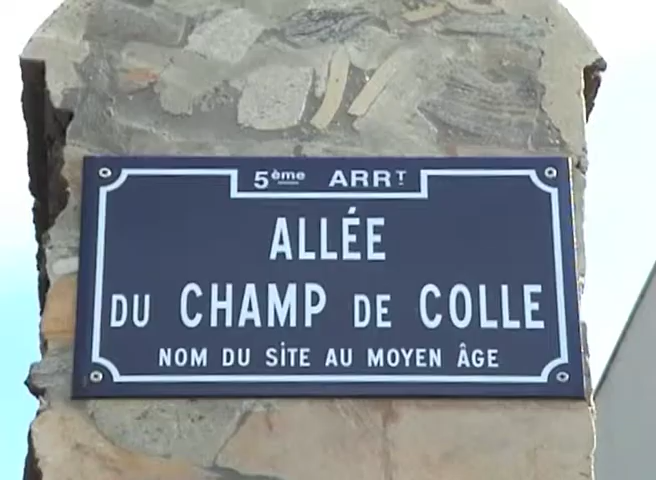 5ème ARRT
ALLÉE
DU CHAMP DE COLLE
NOM DU SITE AU MOYEN ÂGE